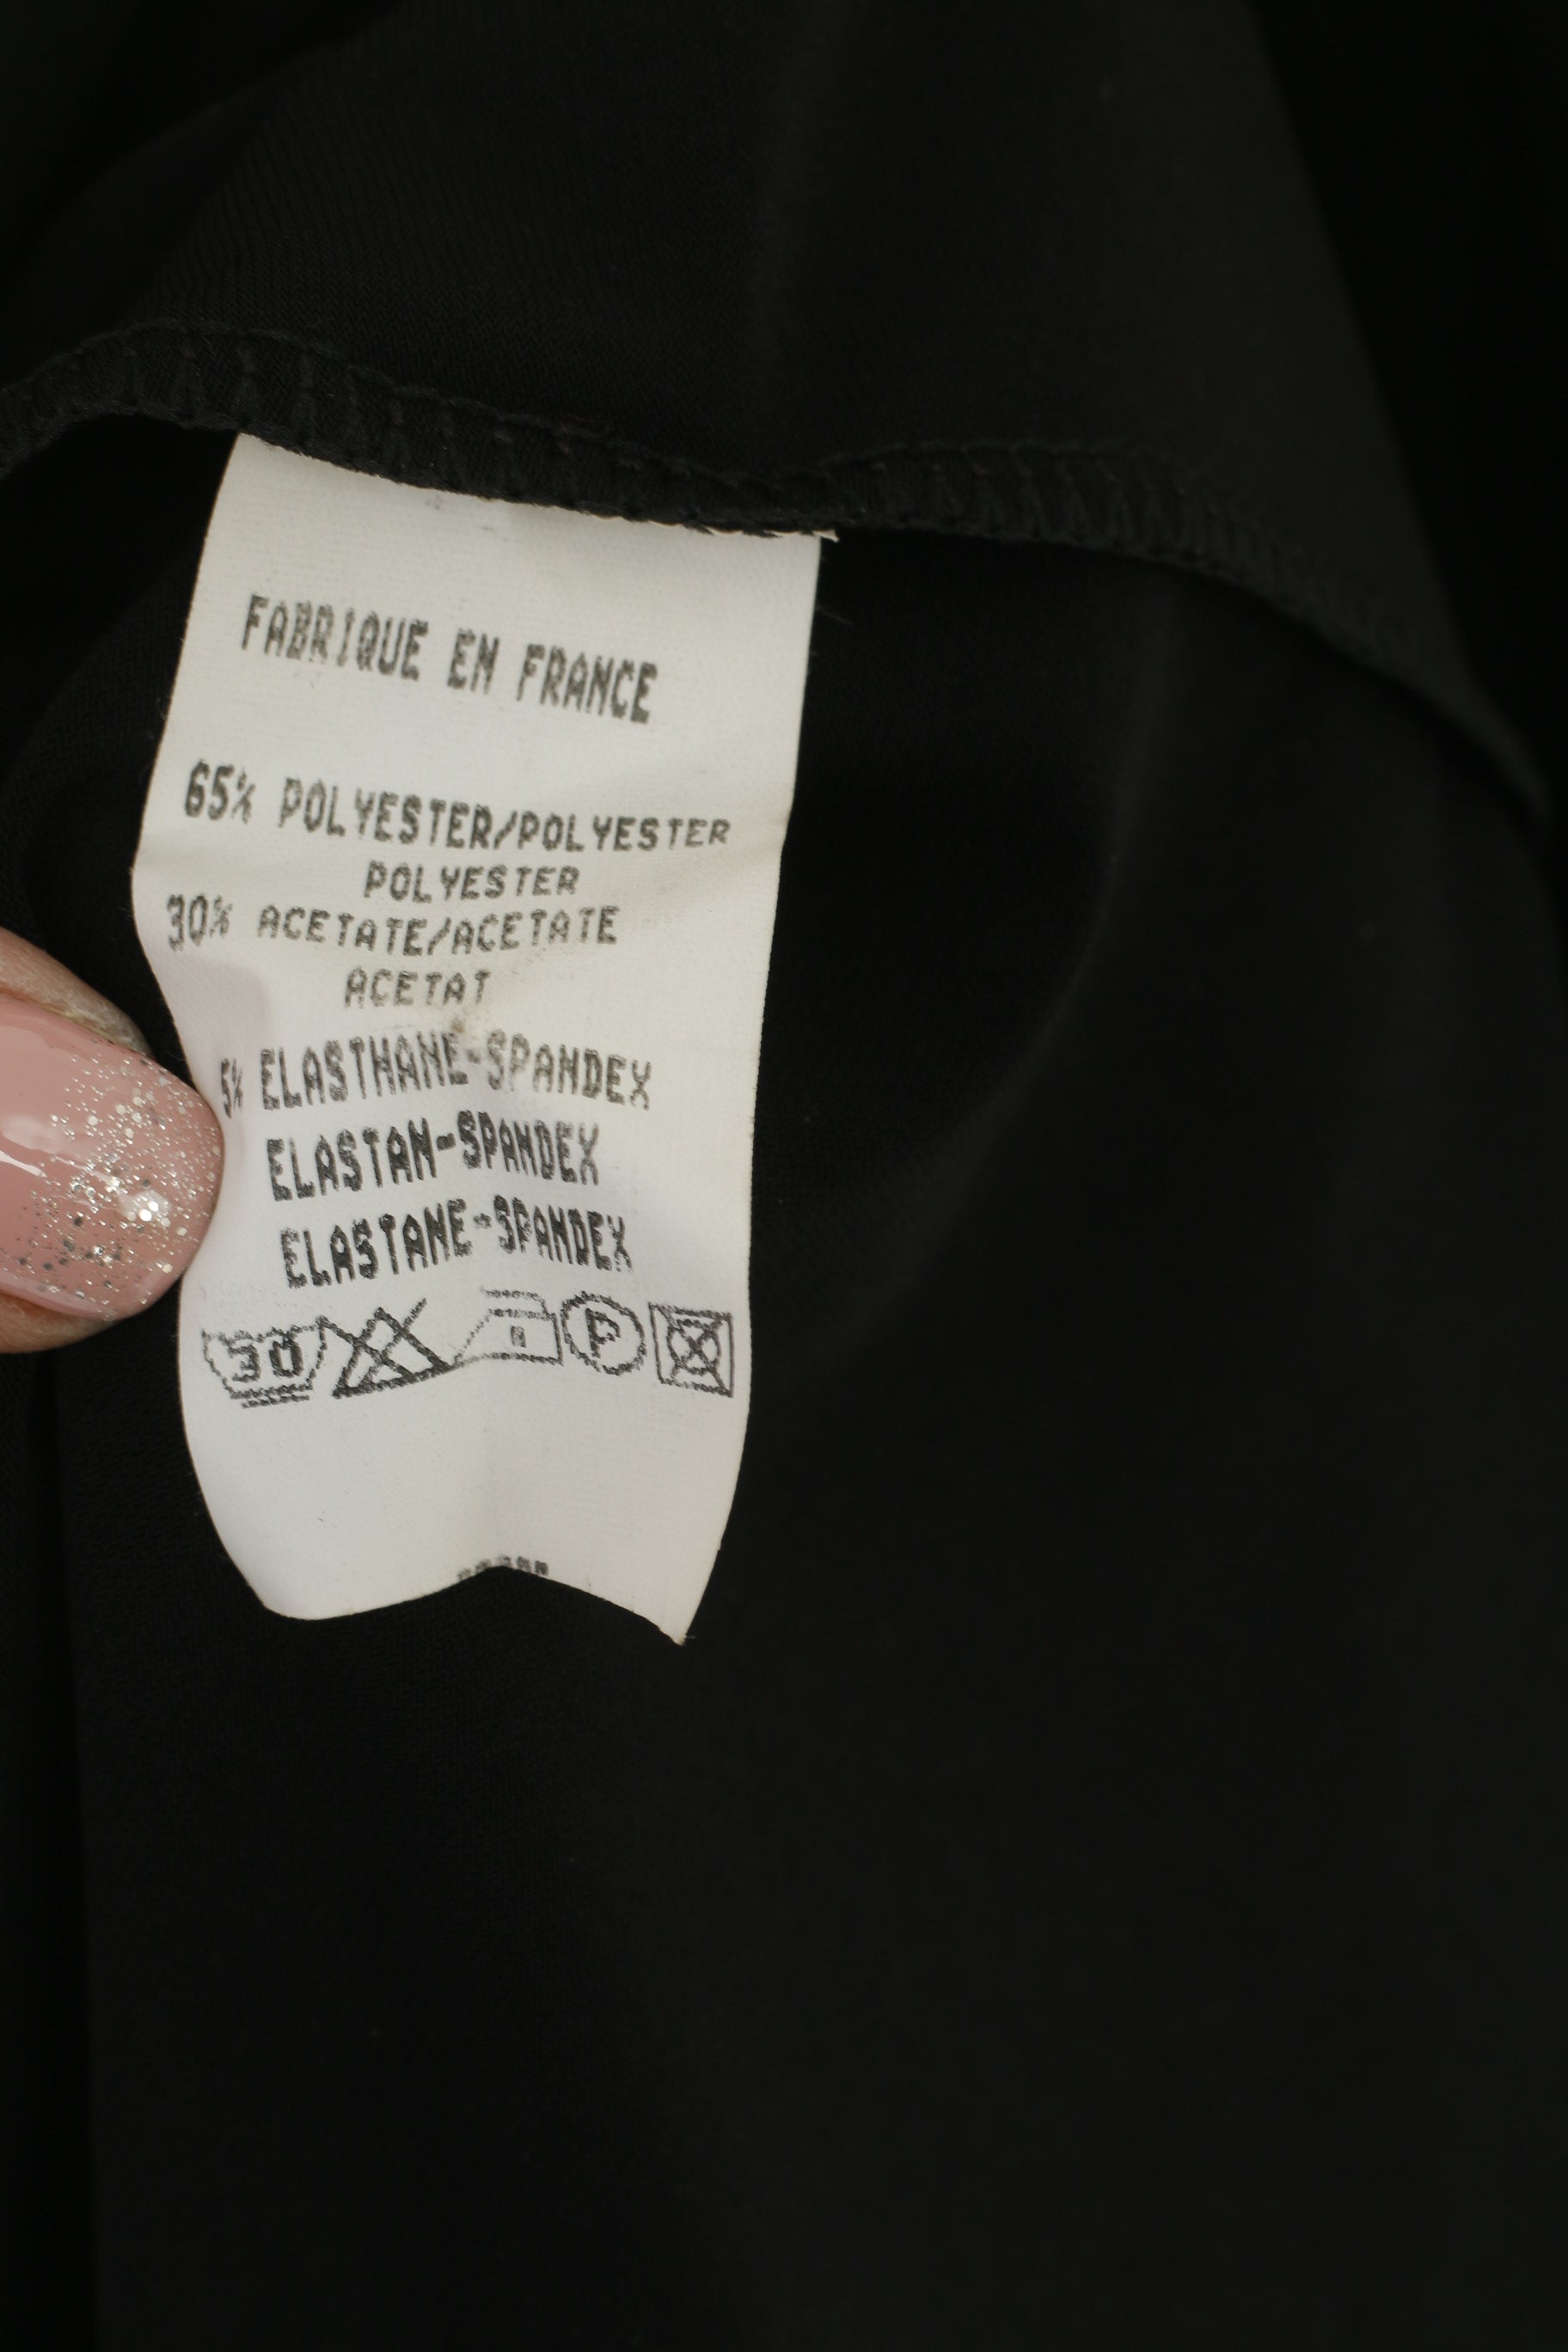 FABRIQUE EN FRANCE
65% POLYESTER/POLYESTER
POLYESTER
30% ACETATE/ACETATE
ACETAT
5% ELASTHANE-SPANDEX
ELASTAN-SPANDEX
ELASTANE-SPANDEX
30 P